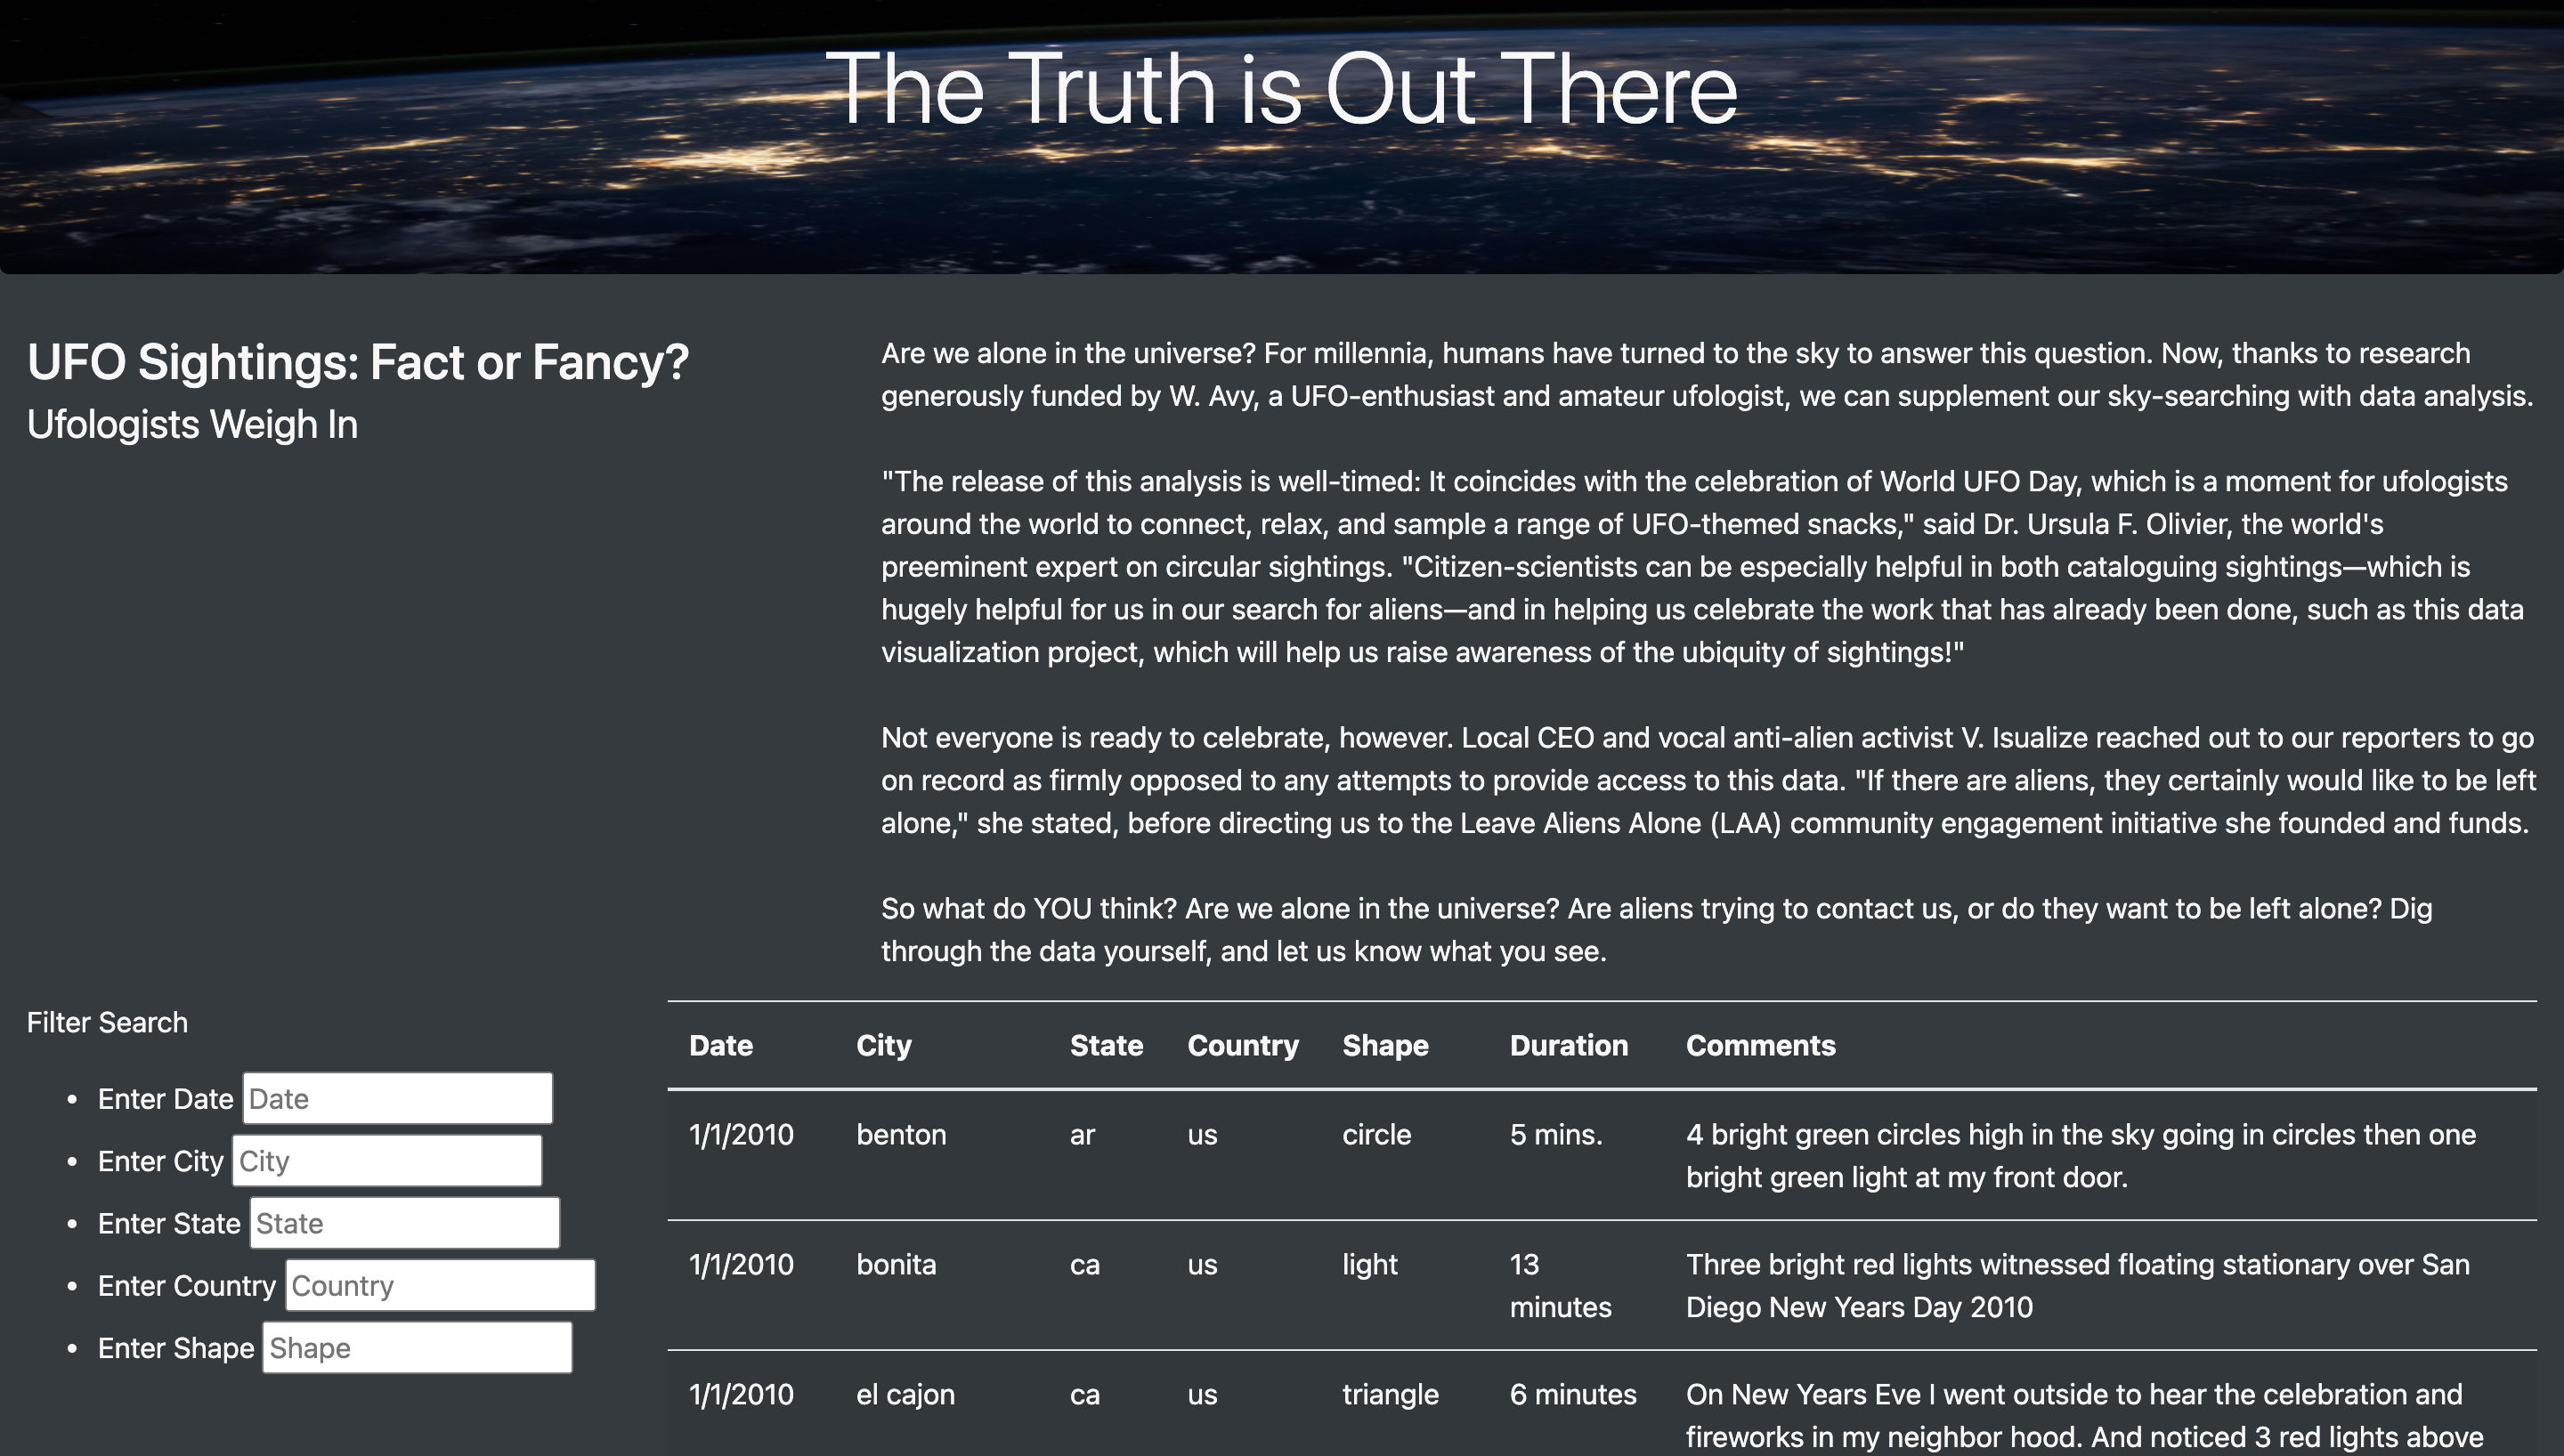 The Truth is Out There
UFO Sightings: Fact or Fancy?
Ufologists Weigh In
Are we alone in the universe? For millennia, humans have turned to the sky to answer this question. Now, thanks to research
generously funded by W. Avy, a UFO-enthusiast and amateur ufologist, we can supplement our sky-searching with data analysis.
"The release of this analysis is well-timed: It coincides with the celebration of World UFO Day, which is a moment for ufologists
around the world to connect, relax, and sample a range of UFO-themed snacks," said Dr. Ursula F. Olivier, the world's
preeminent expert on circular sightings. "Citizen-scientists can be especially helpful in both cataloguing sightings—which is
hugely helpful for us in our search for aliens—and in helping us celebrate the work that has already been done, such as this data
visualization project, which will help us raise awareness of the ubiquity of sightings!"
Not everyone is ready to celebrate, however. Local CEO and vocal anti-alien activist V. Isualize reached out to our reporters to go
on record as firmly opposed to any attempts to provide access to this data. "If there are aliens, they certainly would like to be left
alone," she stated, before directing us to the Leave Aliens Alone (LAA) community engagement initiative she founded and funds.
So what do YOU think? Are we alone in the universe? Are aliens trying to contact us, or do they want to be left alone? Dig
through the data yourself, and let us know what you see.
Filter Search
• Enter Date Date
• Enter City City
• Enter State State
• Enter Country Country
• Enter Shape Shape
Date City State Country Shape Duration Comments
1/1/2010 benton ar us circle 5 mins. 4 bright green circles high in the sky going in circles then one
bright green light at my front door.
1/1/2010 bonita ca us light 13 Three bright red lights witnessed floating stationary over San
minutes Diego New Years Day 2010
1/1/2010 el cajon ca us triangle 6 minutes On New Years Eve I went outside to hear the celebration and
fireworks in my neighbor hood. And noticed 3 red lights above